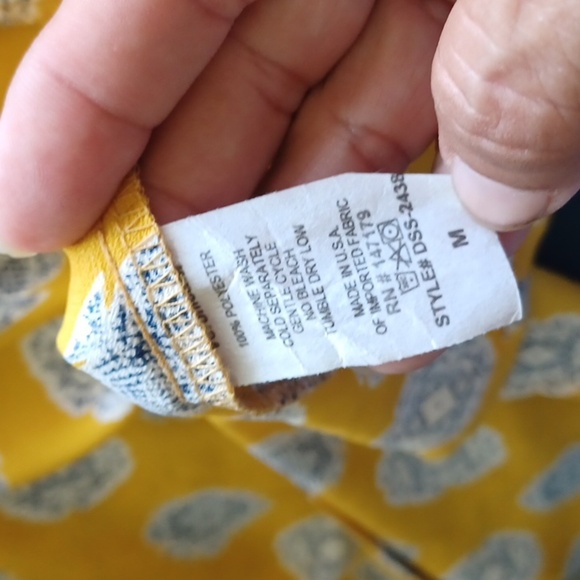 100% POLYESTER
MACHINE WASH
COLD SEPARATELY
GENTLE CYCLE
NO BLEACH
TUMBLE DRY LOW
MADE IN U.S.A.
OF IMPORTED FABRIC
RN # 147179
STYLE# DSS-2438
M